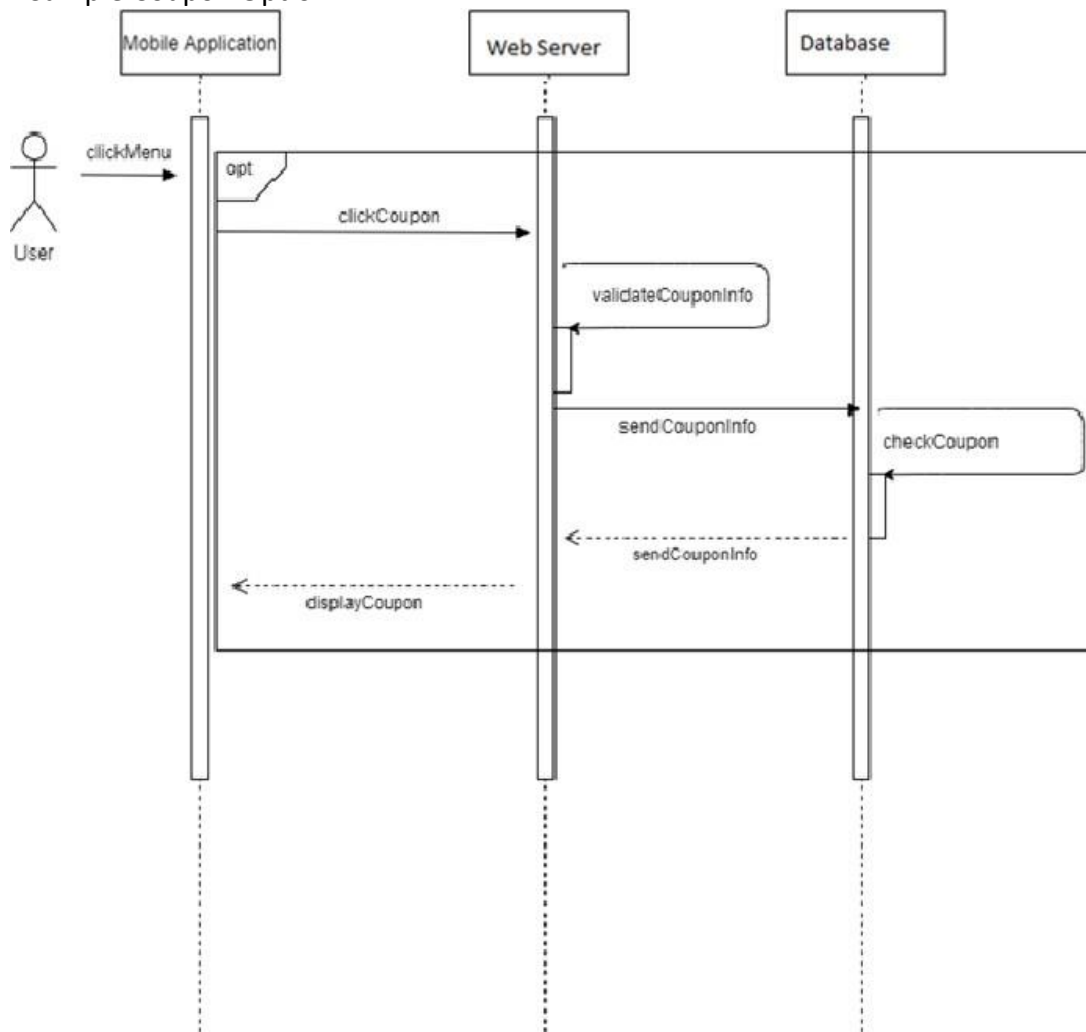 Mobile Application
Web Server
Database
clickMenu
opt
User
clickCoupon
validateCouponInfo
sendCouponInfo
checkCoupon
sendCouponInfo
displayCoupon